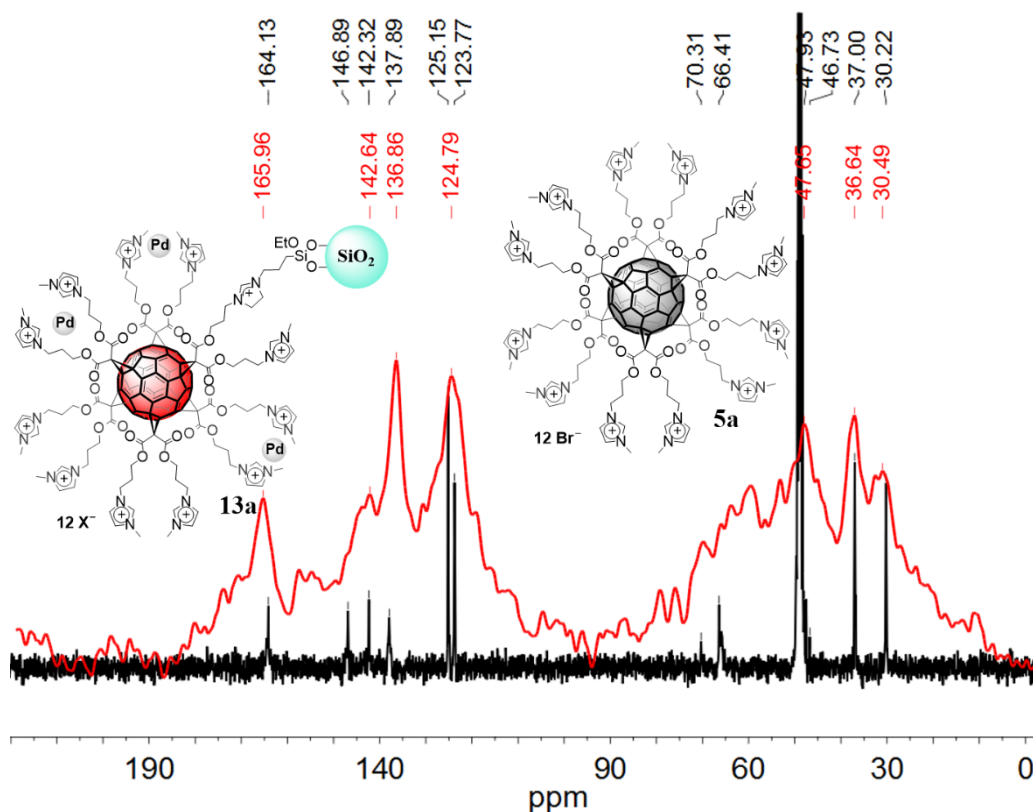 164.13
146.89
142.32
137.89
125.15
123.77
70.31
66.41
47.93
46.73
37.00
30.22
165.96
142.64
136.86
124.79
47.65
36.64
30.49
EtO
Si
O
O
SiO₂
Pd
Pd
Pd
12 X⁻
13a
12 Br⁻
5a
190 140 90 60 30 0
ppm